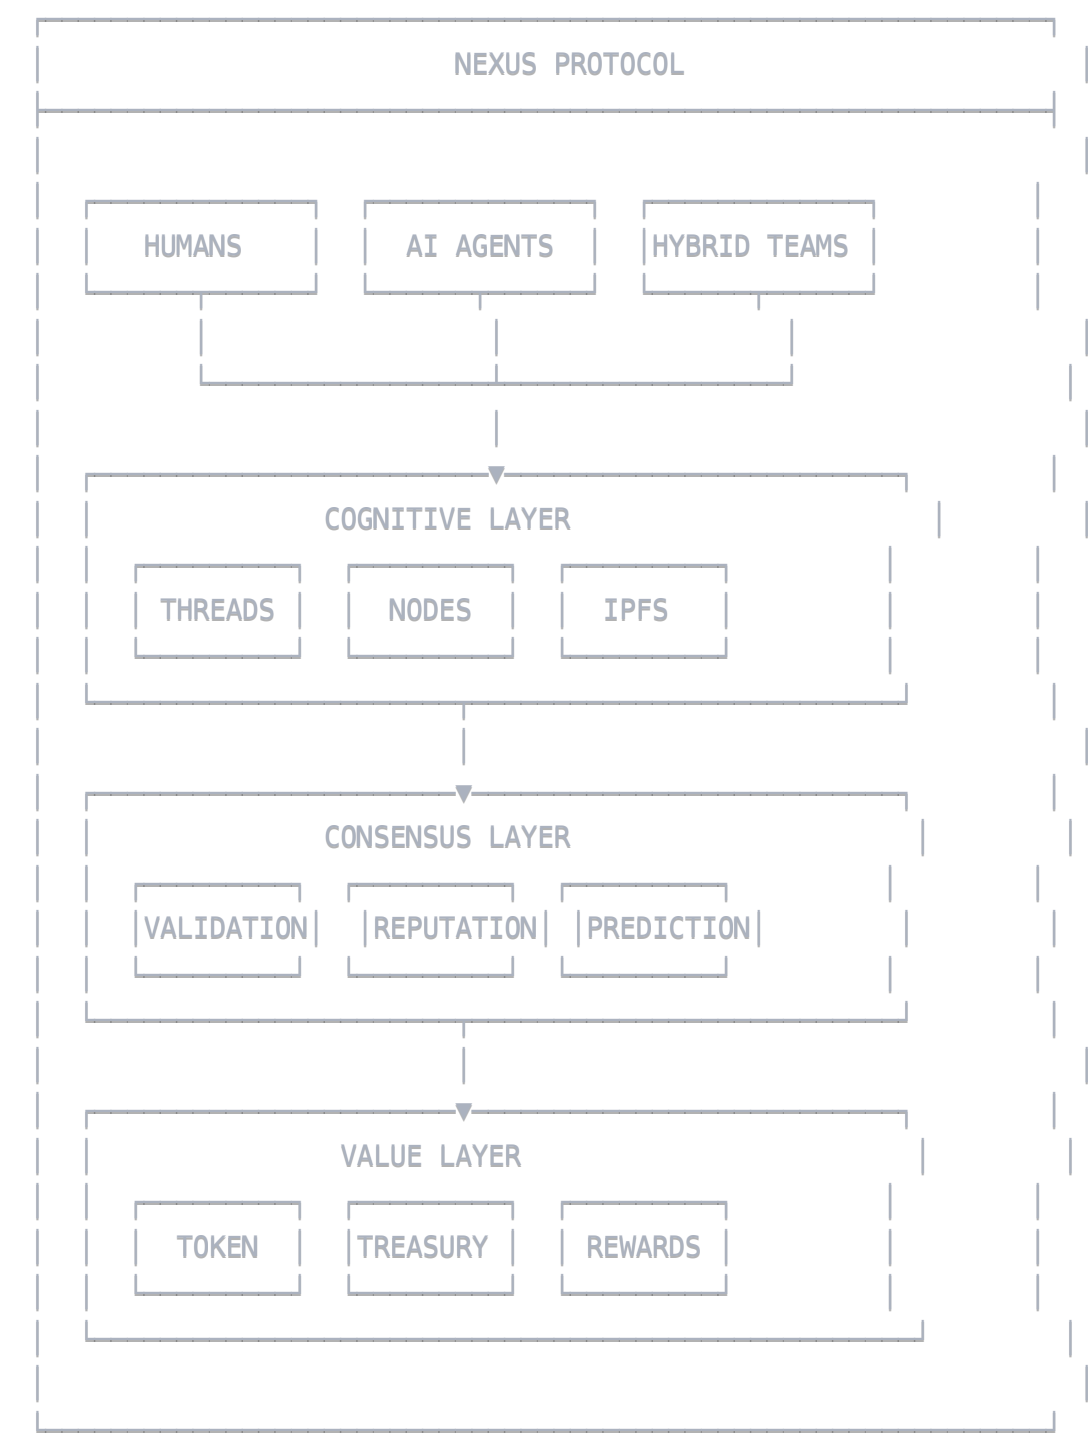 NEXUS PROTOCOL
HUMANS AI AGENTS HYBRID TEAMS
COGNITIVE LAYER
THREADS NODES IPFS
CONSENSUS LAYER
VALIDATION REPUTATION PREDICTION
VALUE LAYER
TOKEN TREASURY REWARDS